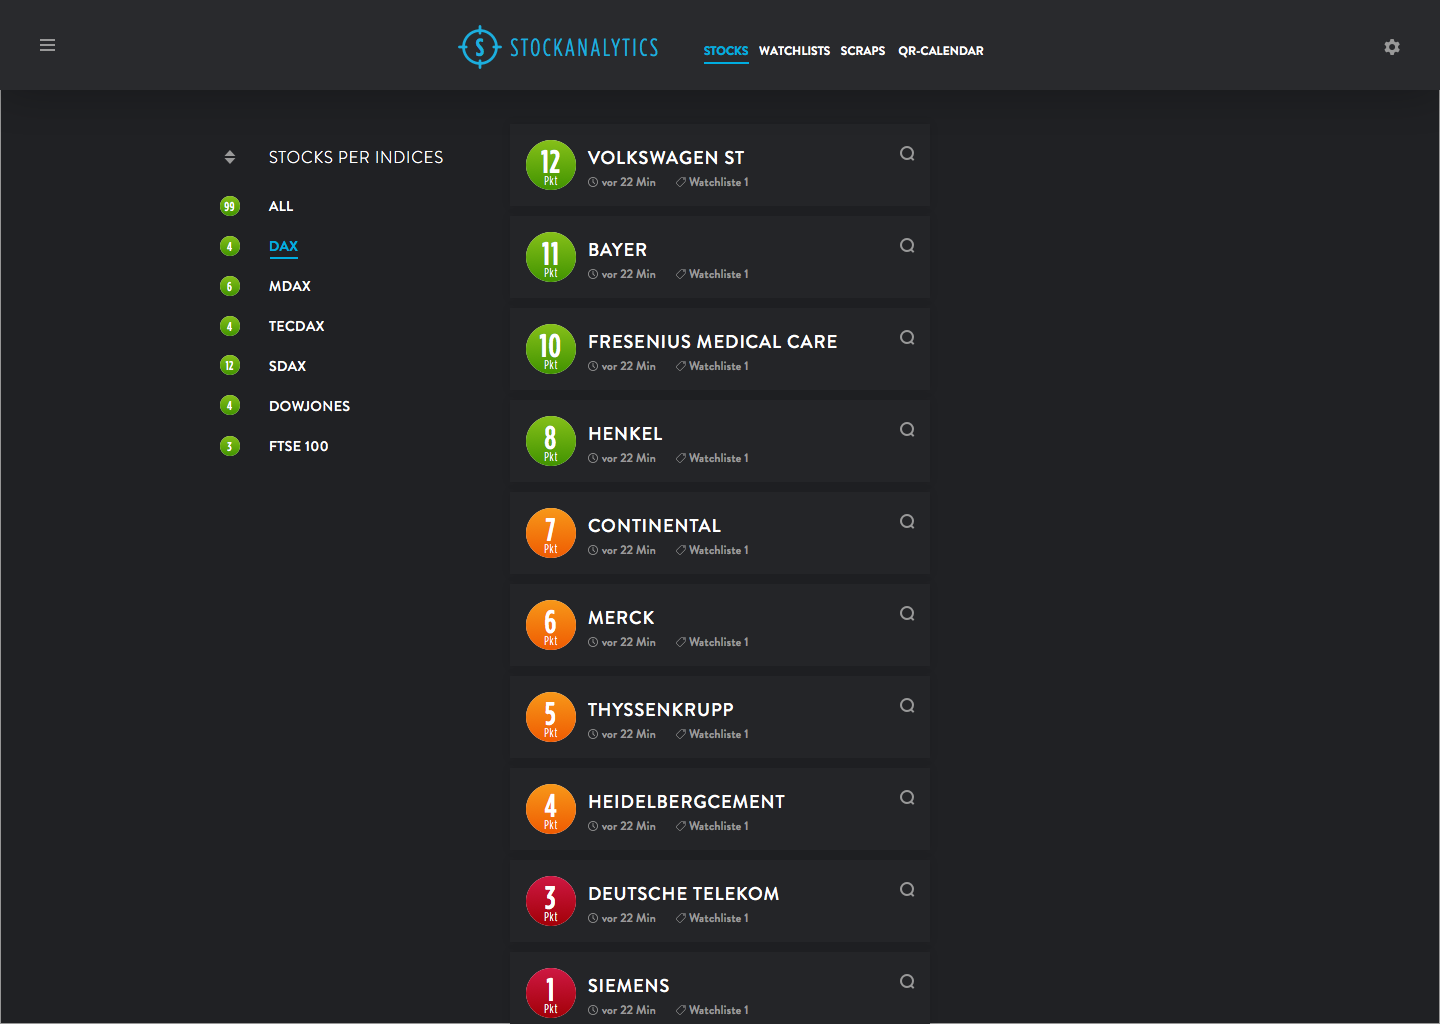 S STOCKANALYTICS
STOCKS WATCHLISTS SCRAPS QR-CALENDAR
STOCKS PER INDICES
99 ALL
4 DAX
6 MDAX
4 TECDAX
12 SDAX
4 DOWJONES
3 FTSE 100
12 Pkt
VOLKSWAGEN ST
vor 22 Min Watchliste 1
11 Pkt
BAYER
vor 22 Min Watchliste 1
10 Pkt
FRESENIUS MEDICAL CARE
vor 22 Min Watchliste 1
8 Pkt
HENKEL
vor 22 Min Watchliste 1
7 Pkt
CONTINENTAL
vor 22 Min Watchliste 1
6 Pkt
MERCK
vor 22 Min Watchliste 1
5 Pkt
THYSSENKRUPP
vor 22 Min Watchliste 1
4 Pkt
HEIDELBERGCEMENT
vor 22 Min Watchliste 1
3 Pkt
DEUTSCHE TELEKOM
vor 22 Min Watchliste 1
1 Pkt
SIEMENS
vor 22 Min Watchliste 1